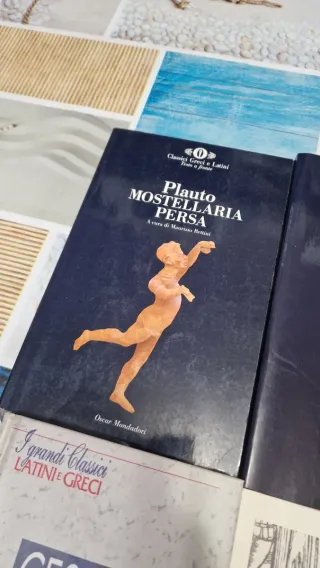 Classici Greci e Latini
Testo a fronte
Plauto
MOSTELLARIA
PERSA
A cura di Maurizio Bettini
Oscar Mondadori
I grandi Classici
LATINI E GRECI